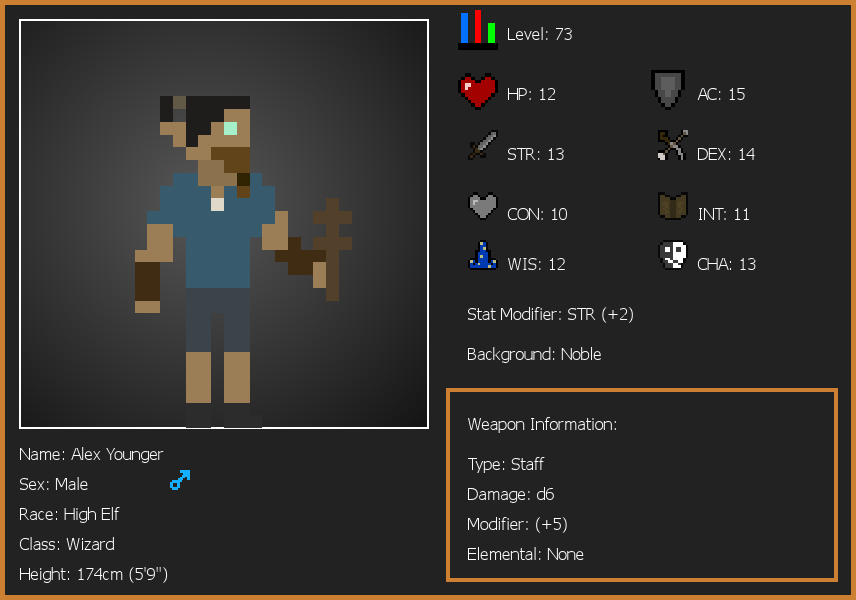 Level: 73
HP: 12
AC: 15
STR: 13
DEX: 14
CON: 10
INT: 11
WIS: 12
CHA: 13
Stat Modifier: STR (+2)
Background: Noble
Weapon Information:
Type: Staff
Damage: d6
Modifier: (+5)
Elemental: None
Name: Alex Younger
Sex: Male
Race: High Elf
Class: Wizard
Height: 174cm (5'9")